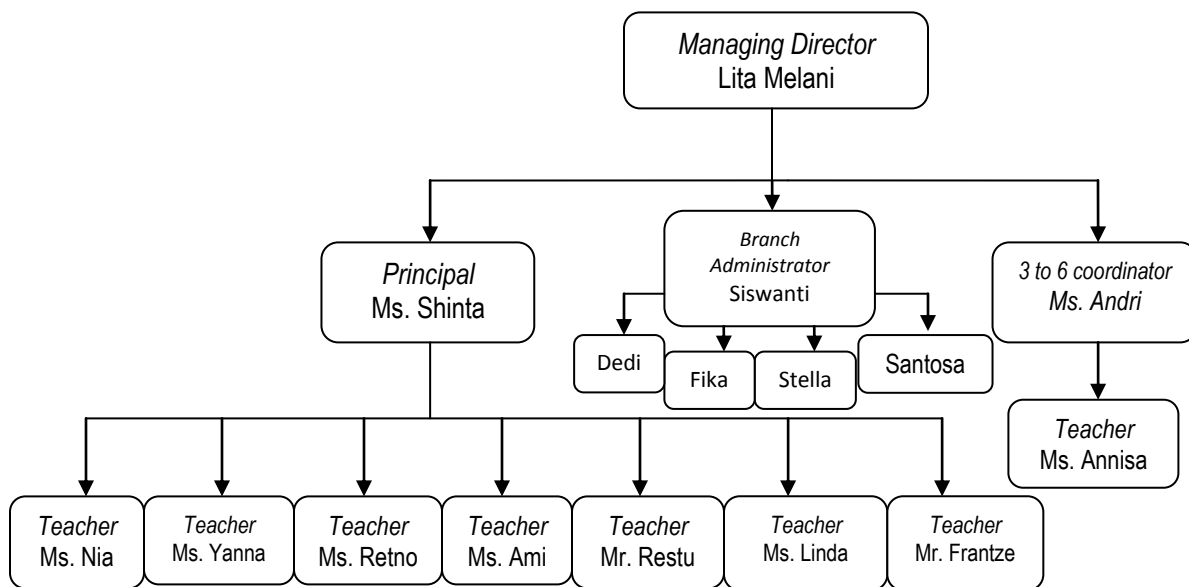 Managing Director
Lita Melani
Principal
Ms. Shinta
Branch
Administrator
Siswanti
3 to 6 coordinator
Ms. Andri
Dedi
Fika
Stella
Santosa
Teacher
Ms. Annisa
Teacher
Ms. Nia
Teacher
Ms. Yanna
Teacher
Ms. Retno
Teacher
Ms. Ami
Teacher
Mr. Restu
Teacher
Ms. Linda
Teacher
Mr. Frantze